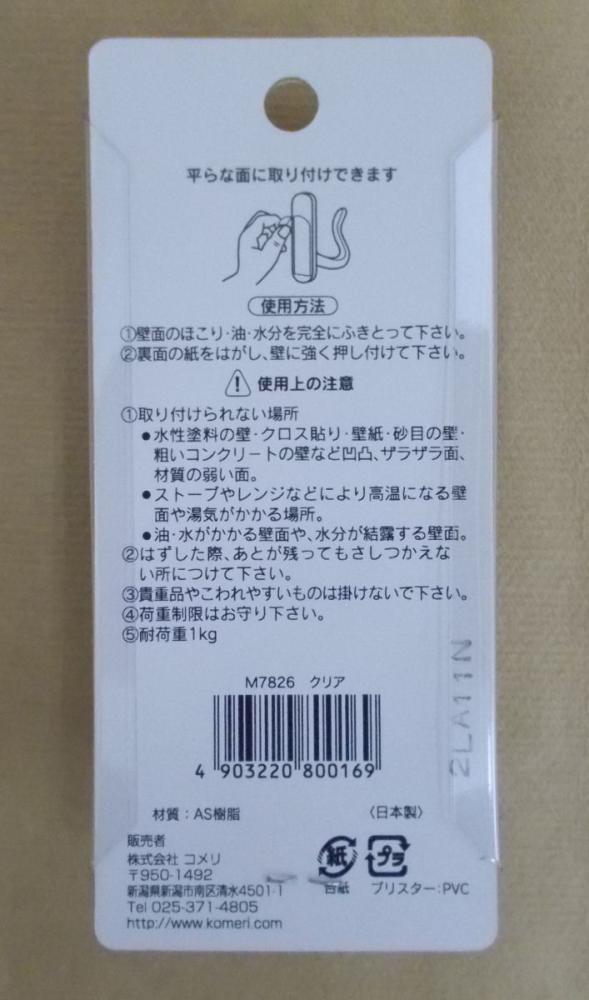 平らな面に取り付けできます
使用方法
①壁面のほこり・油・水分を完全にふきとって下さい。
②裏面の紙をはがし、壁に強く押し付けて下さい。
! 使用上の注意
①取り付けられない場所
●水性塗料の壁・クロス貼り・壁紙・砂目の壁・
粗いコンクリートの壁など凹凸、ザラザラ面、
材質の弱い面。
●ストーブやレンジなどにより高温になる壁
面や湯気がかかる場所。
●油・水がかかる壁面や、水分が結露する壁面。
②はずした際、あとが残ってもさしつかえな
い所につけて下さい。
③貴重品やこわれやすいものは掛けないで下さい。
④荷重制限はお守り下さい。
⑤耐荷重1kg
M7826 クリア
4 903220 800169
2LA11N
材質：AS樹脂 〈日本製〉
販売者
株式会社 コメリ
〒950-1492
新潟県新潟市南区清水4501-1
Tel 025-371-4805
http://www.komeri.com
紙 プラ
台紙 ブリスター：PVC